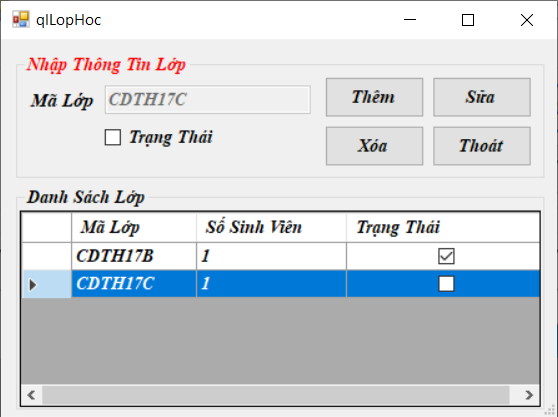 qlLopHoc
Nhập Thông Tin Lớp
Mã Lớp CDTH17C Thêm Sửa
Trạng Thái
Xóa Thoát
Danh Sách Lớp
Mã Lớp Số Sinh Viên Trạng Thái
CDTH17B 1
CDTH17C 1